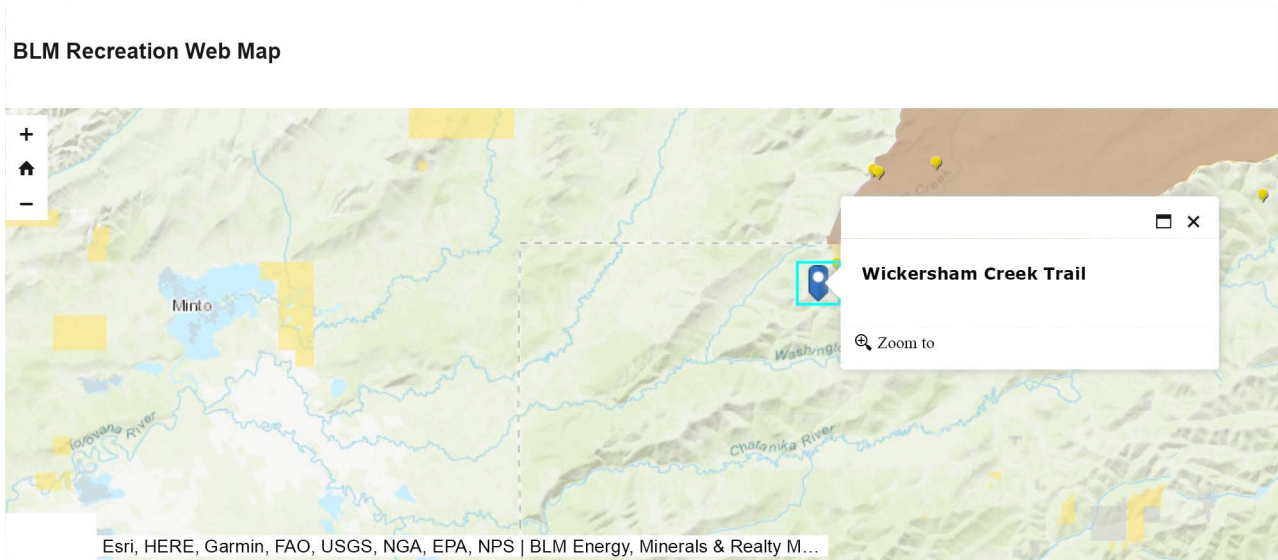 BLM Recreation Web Map
+
−
Creek
Wickersham Creek Trail
Minto
Zoom to
Tolovana River
Chatanika River
Esri, HERE, Garmin, FAO, USGS, NGA, EPA, NPS | BLM Energy, Minerals & Realty M...